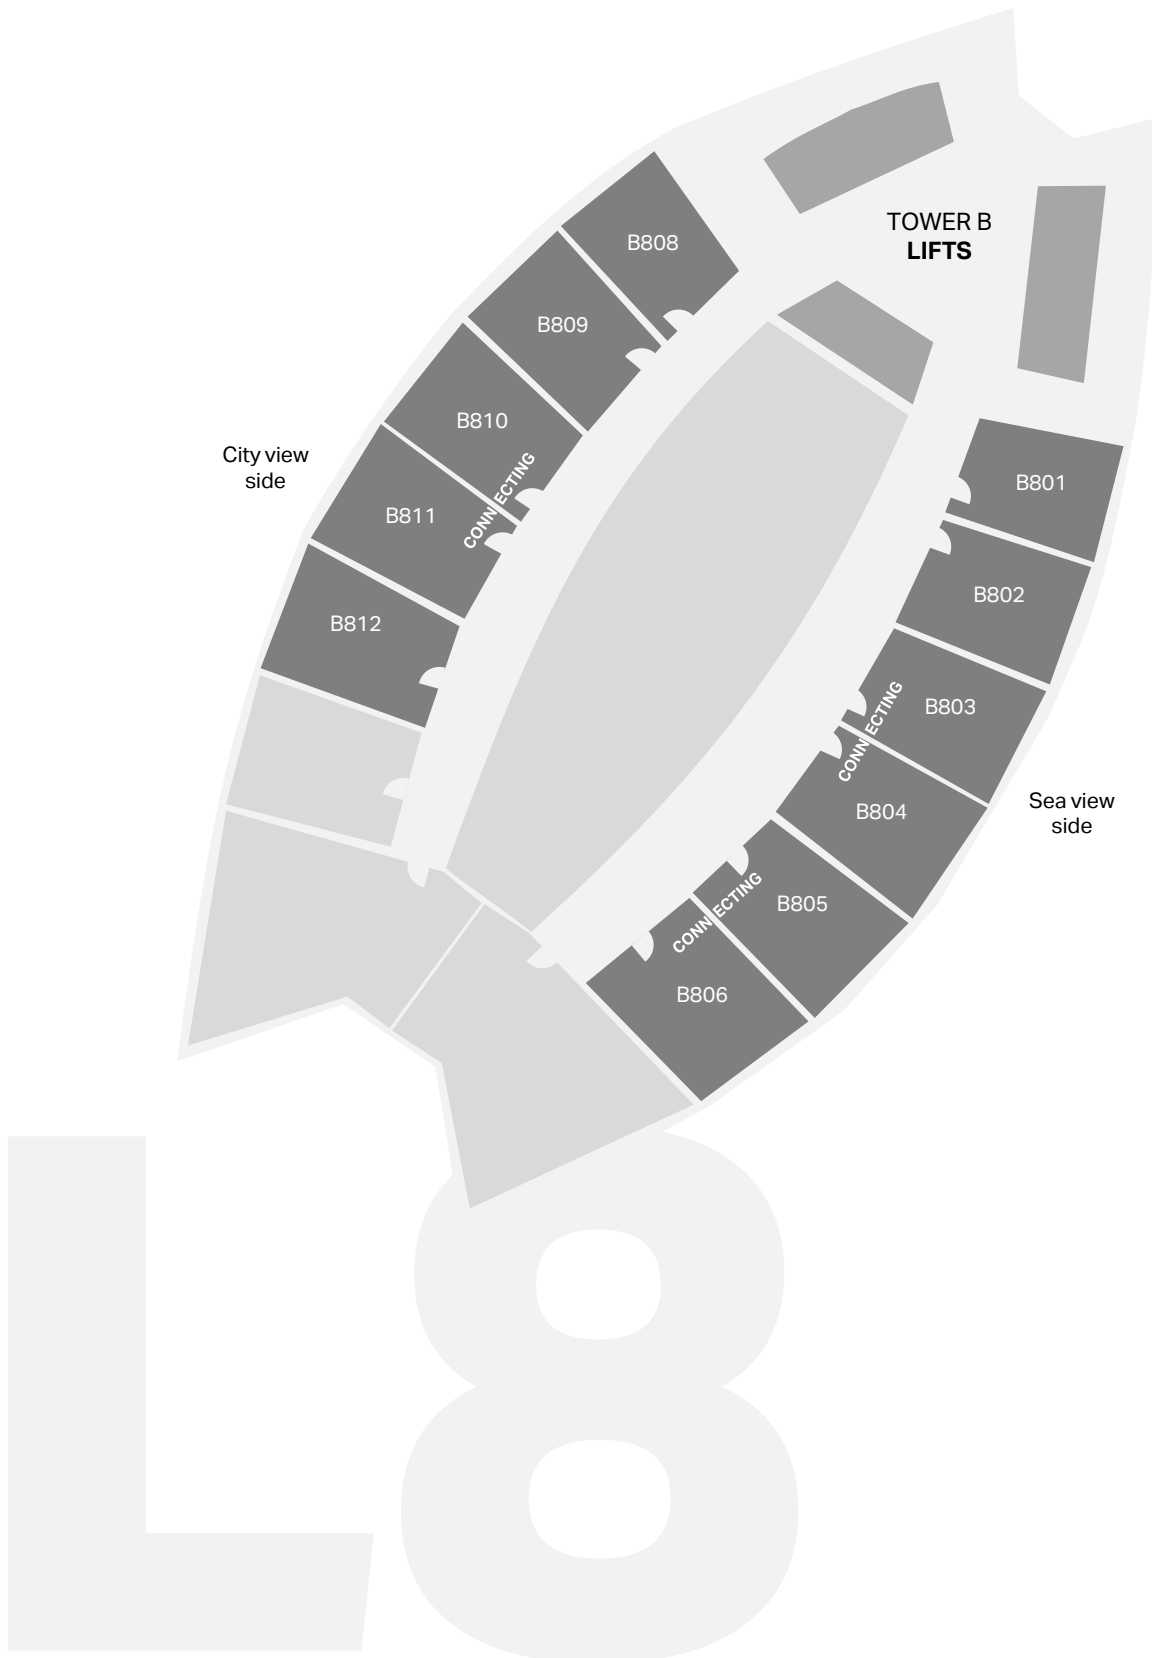 TOWER B
LIFTS
B808
B809
B810
CONNECTING
B811
B812
City view
side
B801
B802
B803
CONNECTING
B804
B805
CONNECTING
B806
Sea view
side
L8